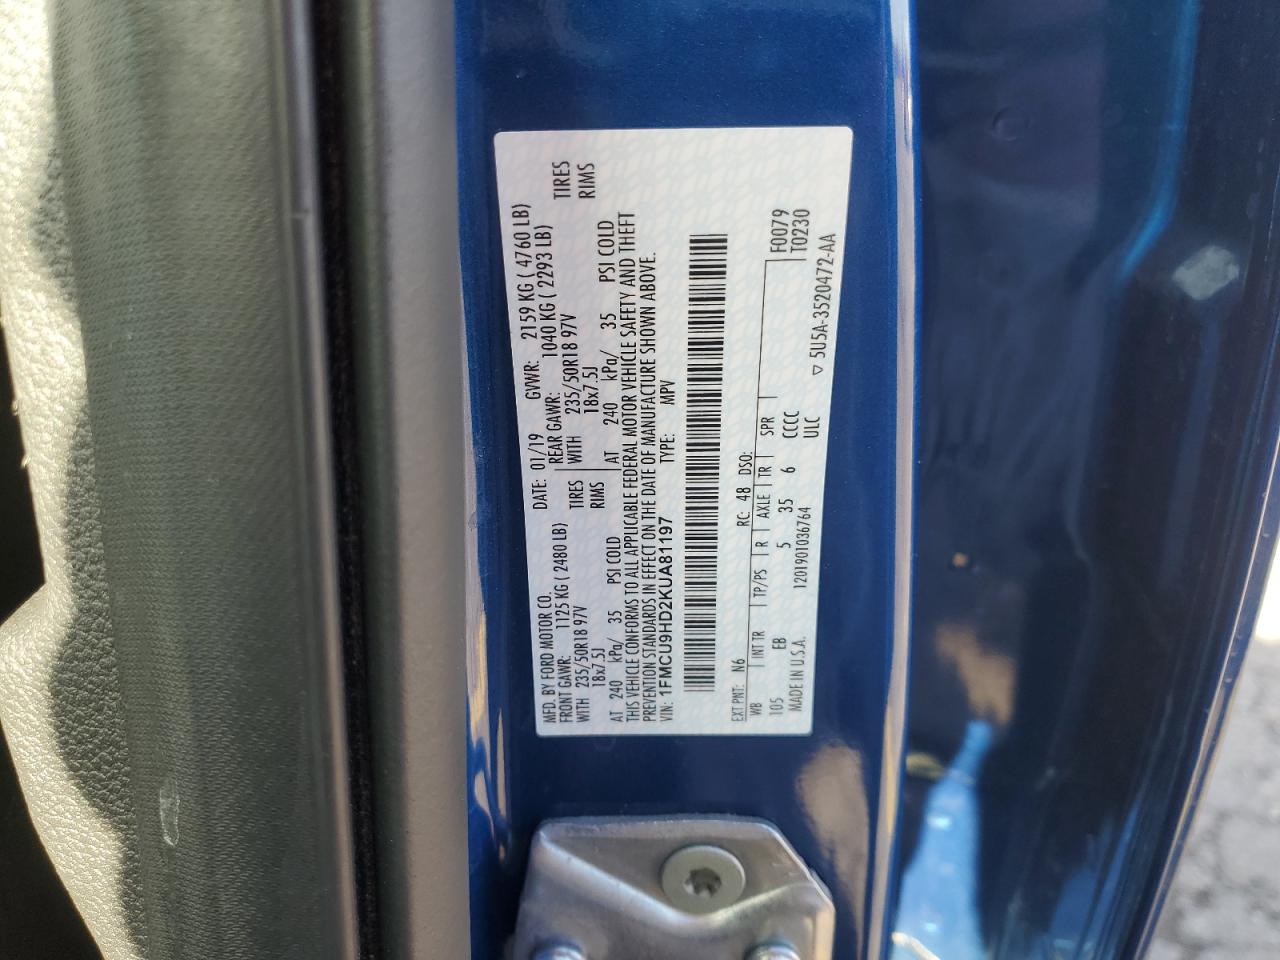 MFD. BY FORD MOTOR CO.
DATE: 01/19 GVWR: 2159 KG ( 4760 LB)
FRONT GAWR: 1125 KG ( 2480 LB) REAR GAWR: 1040 KG ( 2293 LB)
WITH 235/50R18 97V TIRES WITH 235/50R18 97V TIRES
18x7.5J RIMS 18x7.5J RIMS
AT 240 kPa/ 35 PSI COLD AT 240 kPa/ 35 PSI COLD
THIS VEHICLE CONFORMS TO ALL APPLICABLE FEDERAL MOTOR VEHICLE SAFETY AND THEFT
PREVENTION STANDARDS IN EFFECT ON THE DATE OF MANUFACTURE SHOWN ABOVE.
VIN: 1FMCU9HD2KUA81197 TYPE: MPV
EXT PNT: N6 RC: 48 DSO:
WB INT TR TP/PS R AXLE TR SPR F0079
105 EB 5 35 6 CCCC T0230
MADE IN U.S.A. 1201901036764 ULC
▽ 5U5A-3520472-AA